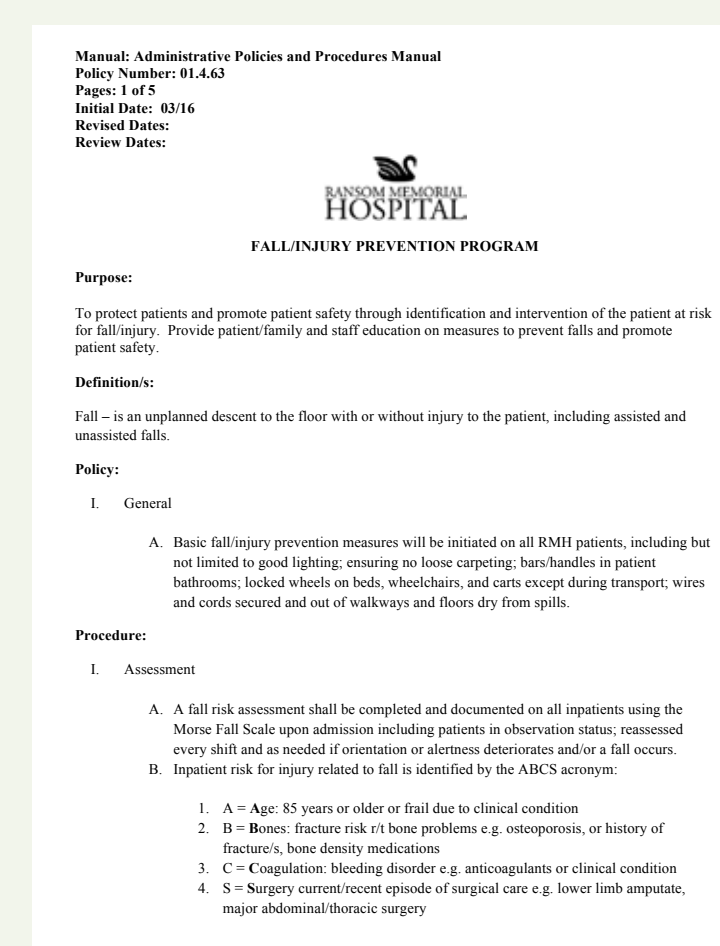 Manual: Administrative Policies and Procedures Manual
Policy Number: 01.4.63
Pages: 1 of 5
Initial Date:  03/16
Revised Dates:
Review Dates:
RANSOM MEMORIAL
HOSPITAL
FALL/INJURY PREVENTION PROGRAM
Purpose:
To protect patients and promote patient safety through identification and intervention of the patient at risk
for fall/injury.  Provide patient/family and staff education on measures to prevent falls and promote
patient safety.
Definition/s:
Fall – is an unplanned descent to the floor with or without injury to the patient, including assisted and
unassisted falls.
Policy:
I. General
A. Basic fall/injury prevention measures will be initiated on all RMH patients, including but
not limited to good lighting; ensuring no loose carpeting; bars/handles in patient
bathrooms; locked wheels on beds, wheelchairs, and carts except during transport; wires
and cords secured and out of walkways and floors dry from spills.
Procedure:
I. Assessment
A. A fall risk assessment shall be completed and documented on all inpatients using the
Morse Fall Scale upon admission including patients in observation status; reassessed
every shift and as needed if orientation or alertness deteriorates and/or a fall occurs.
B. Inpatient risk for injury related to fall is identified by the ABCS acronym:
1. A = Age: 85 years or older or frail due to clinical condition
2. B = Bones: fracture risk r/t bone problems e.g. osteoporosis, or history of
fracture/s, bone density medications
3. C = Coagulation: bleeding disorder e.g. anticoagulants or clinical condition
4. S = Surgery current/recent episode of surgical care e.g. lower limb amputate,
major abdominal/thoracic surgery